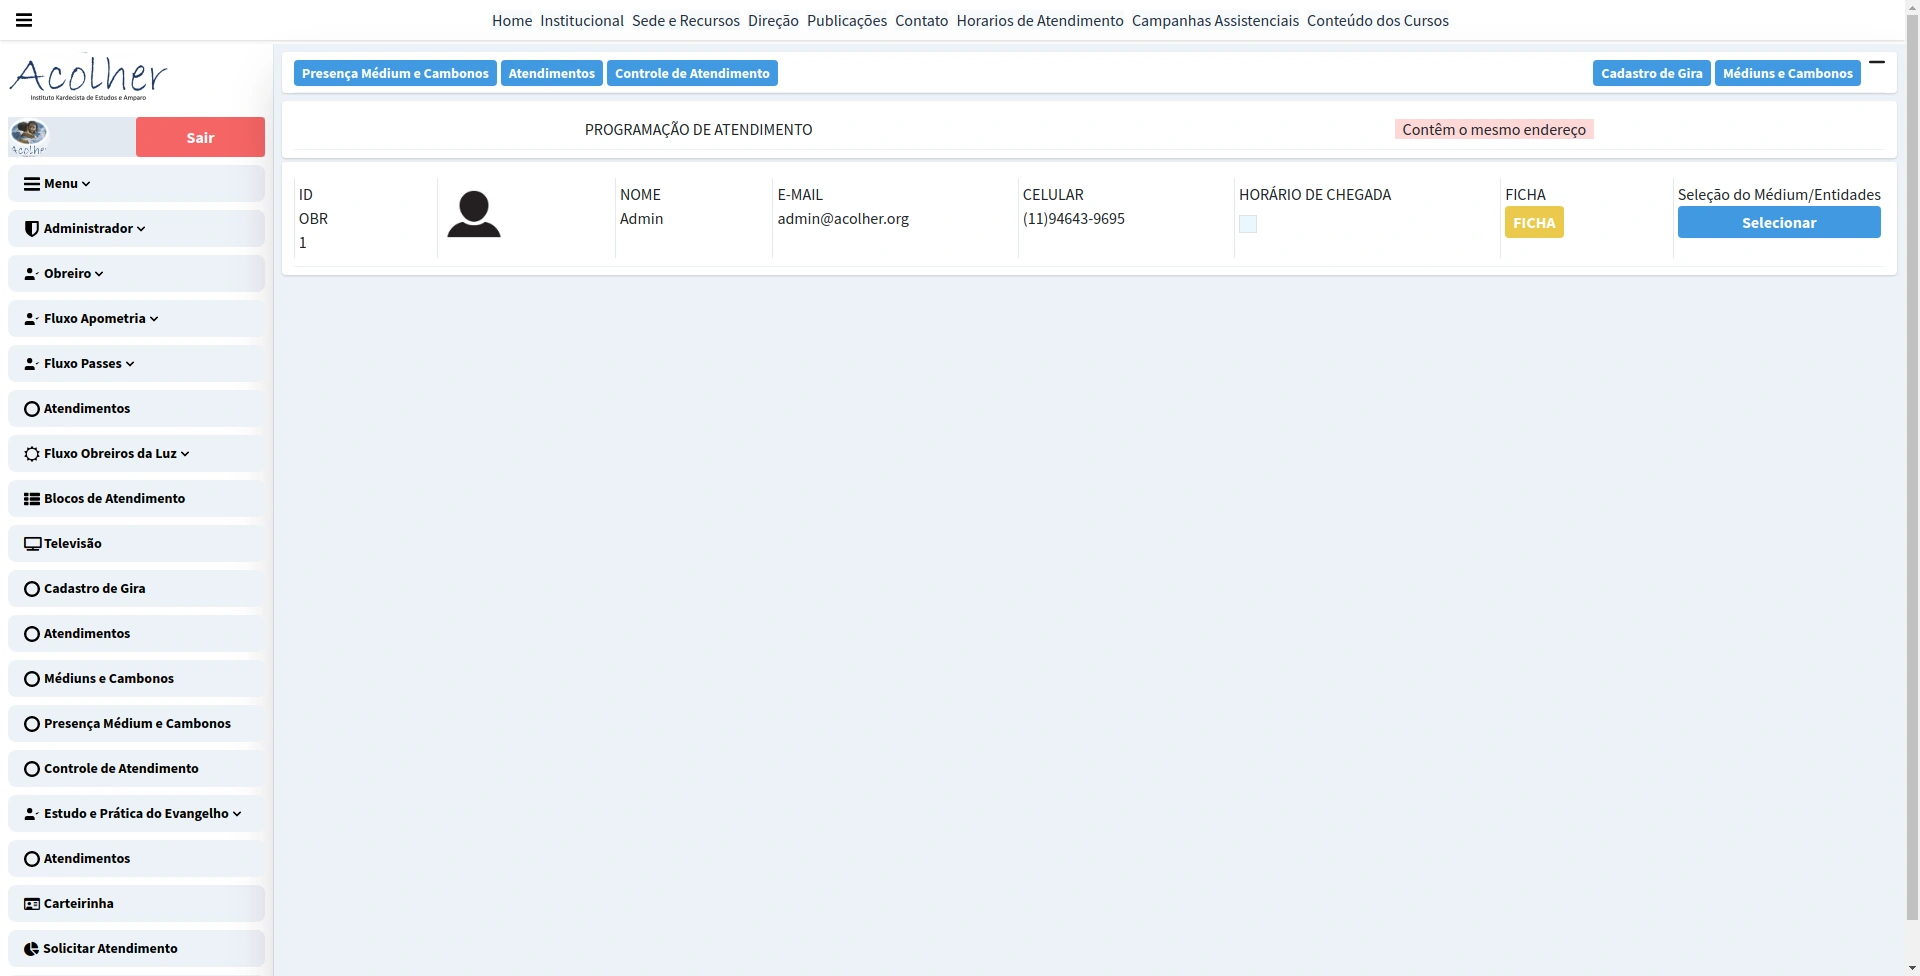 Home Institucional Sede e Recursos Direção Publicações Contato Horarios de Atendimento Campanhas Assistenciais Conteúdo dos Cursos
Acolher
Instituto Kardecista de Estudos e Amparo
Acolher
Sair
Menu
Administrador
Obreiro
Fluxo Apometria
Fluxo Passes
Atendimentos
Fluxo Obreiros da Luz
Blocos de Atendimento
Televisão
Cadastro de Gira
Atendimentos
Médiuns e Cambonos
Presença Médium e Cambonos
Controle de Atendimento
Estudo e Prática do Evangelho
Atendimentos
Carteirinha
Solicitar Atendimento
Presença Médium e Cambonos Atendimentos Controle de Atendimento Cadastro de Gira Médiuns e Cambonos
PROGRAMAÇÃO DE ATENDIMENTO Contêm o mesmo endereço
ID NOME E-MAIL CELULAR HORÁRIO DE CHEGADA FICHA Seleção do Médium/Entidades
OBR Admin admin@acolher.org (11)94643-9695 FICHA Selecionar
1